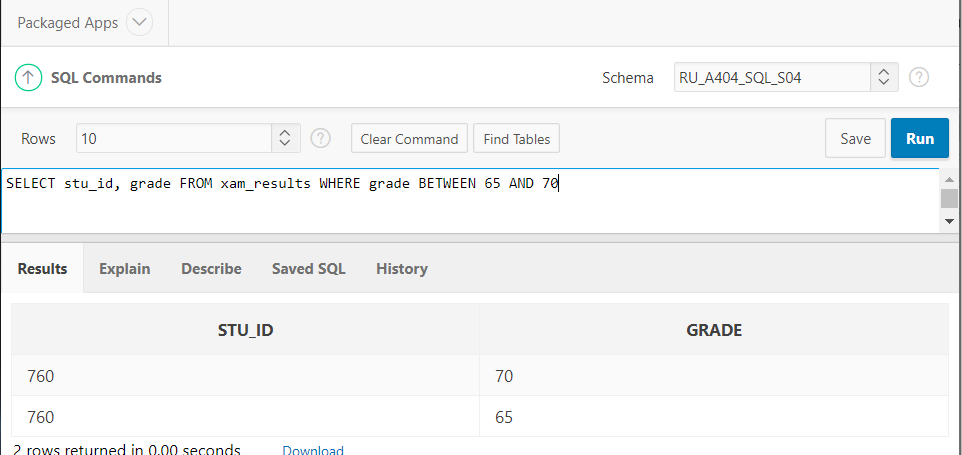 Packaged Apps
SQL Commands Schema RU_A404_SQL_S04 ?
Rows 10 ? Clear Command Find Tables Save Run
SELECT stu_id, grade FROM xam_results WHERE grade BETWEEN 65 AND 70
Results Explain Describe Saved SQL History
STU_ID GRADE
760 70
760 65
2 rows returned in 0.00 seconds Download